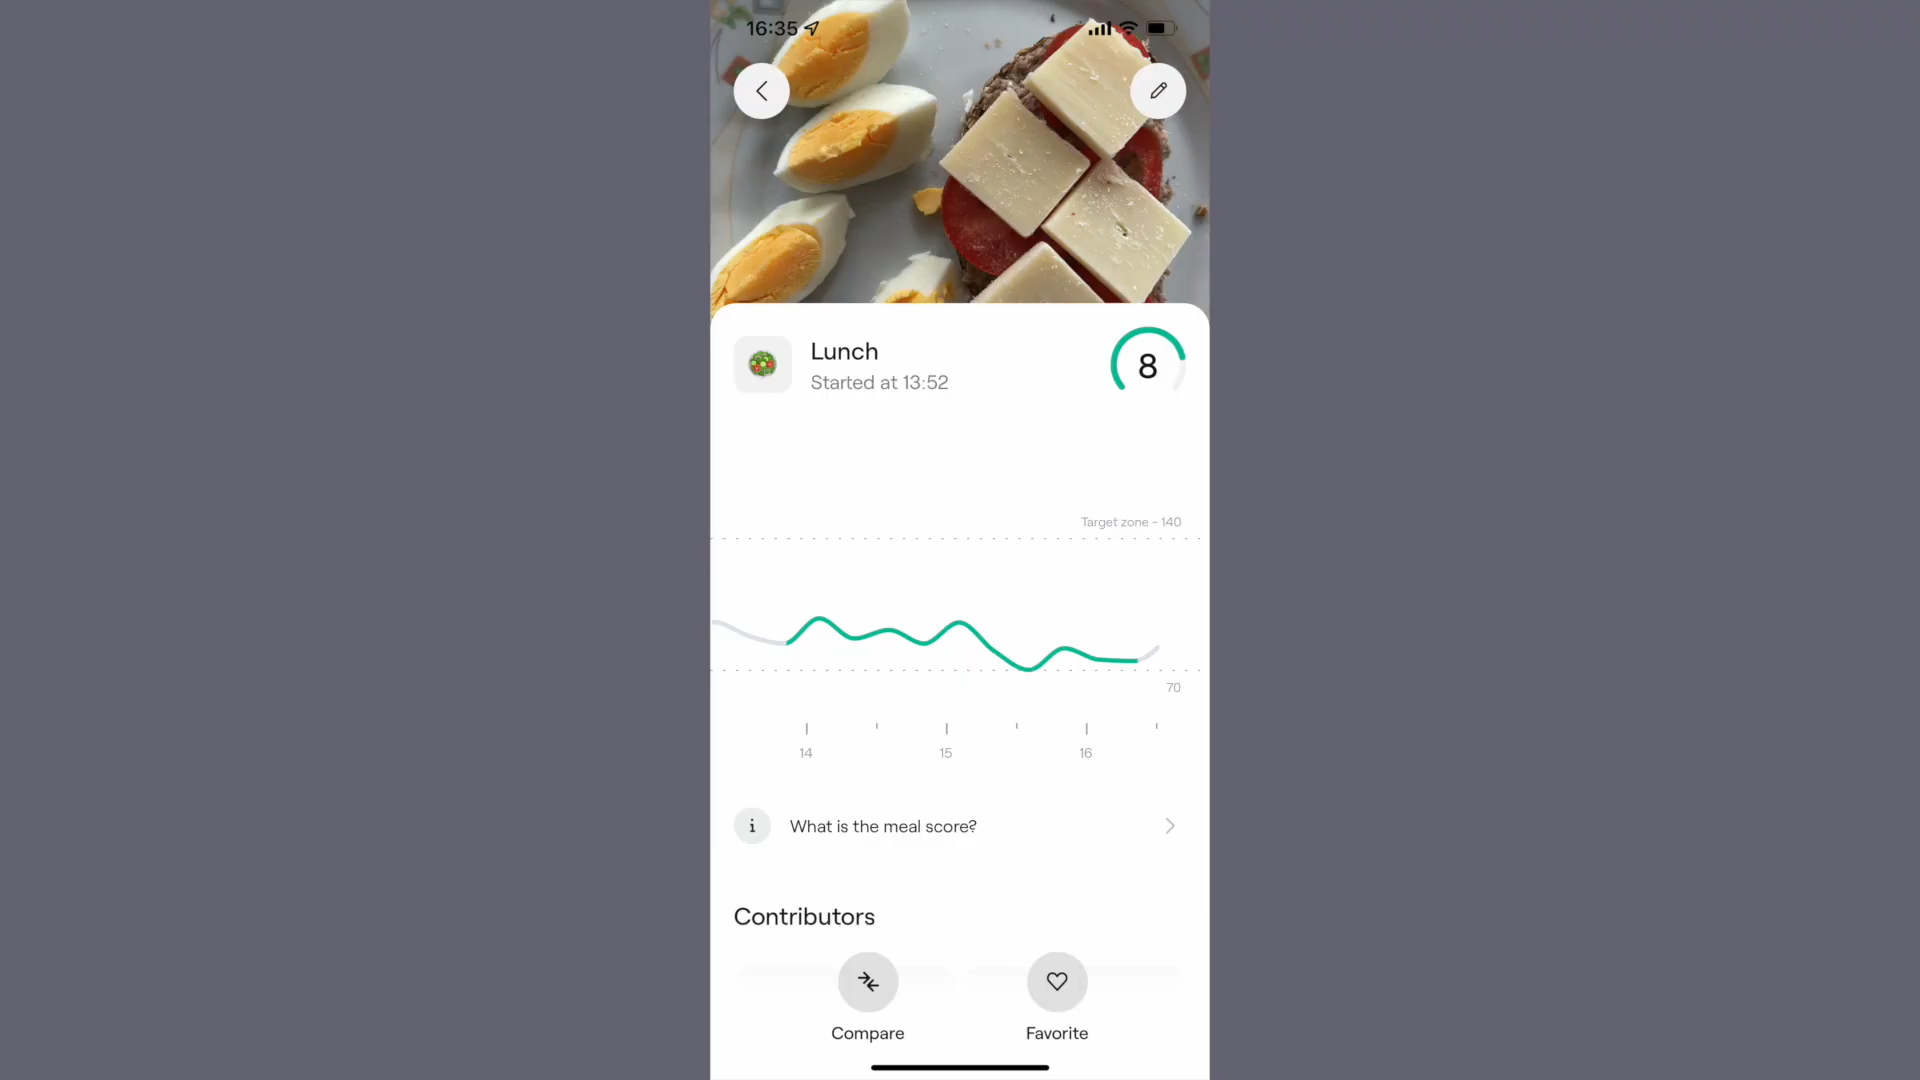 16:35
Lunch
Started at 13:52
8
Target zone - 140
70
14 15 16
i What is the meal score?
Contributors
Compare Favorite